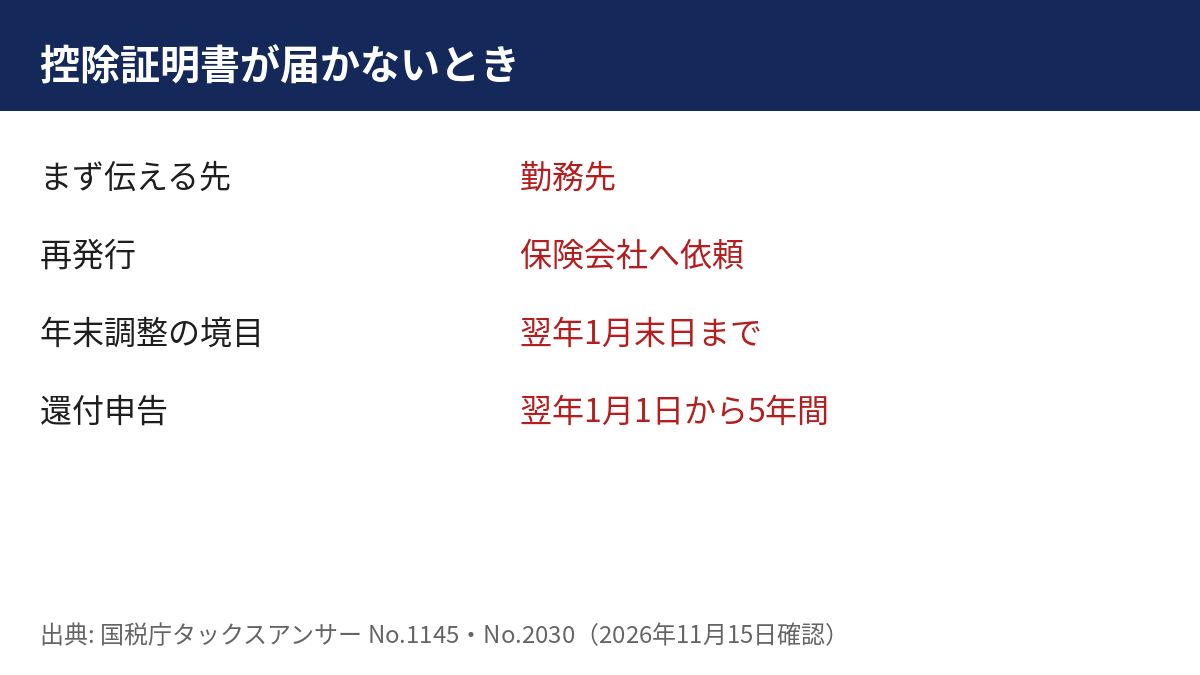 控除証明書が届かないとき
まず伝える先 勤務先
再発行 保険会社へ依頼
年末調整の境目 翌年1月末日まで
還付申告 翌年1月1日から5年間
出典: 国税庁タックスアンサー No.1145・No.2030（2026年11月15日確認）